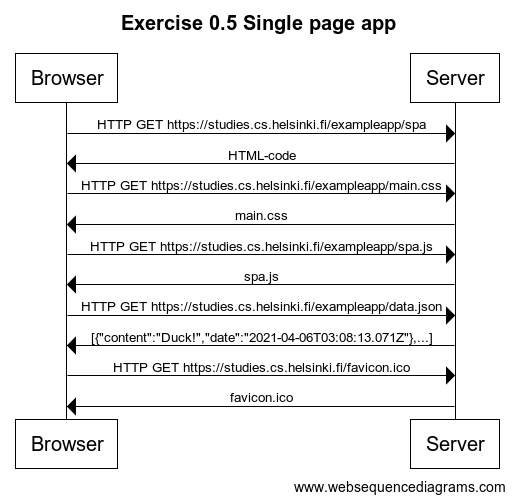 Exercise 0.5 Single page app
Browser Server
HTTP GET https://studies.cs.helsinki.fi/exampleapp/spa
HTML-code
HTTP GET https://studies.cs.helsinki.fi/exampleapp/main.css
main.css
HTTP GET https://studies.cs.helsinki.fi/exampleapp/spa.js
spa.js
HTTP GET https://studies.cs.helsinki.fi/exampleapp/data.json
[{"content":"Duck!","date":"2021-04-06T03:08:13.071Z"},...]
HTTP GET https://studies.cs.helsinki.fi/favicon.ico
favicon.ico
Browser Server
www.websequencediagrams.com